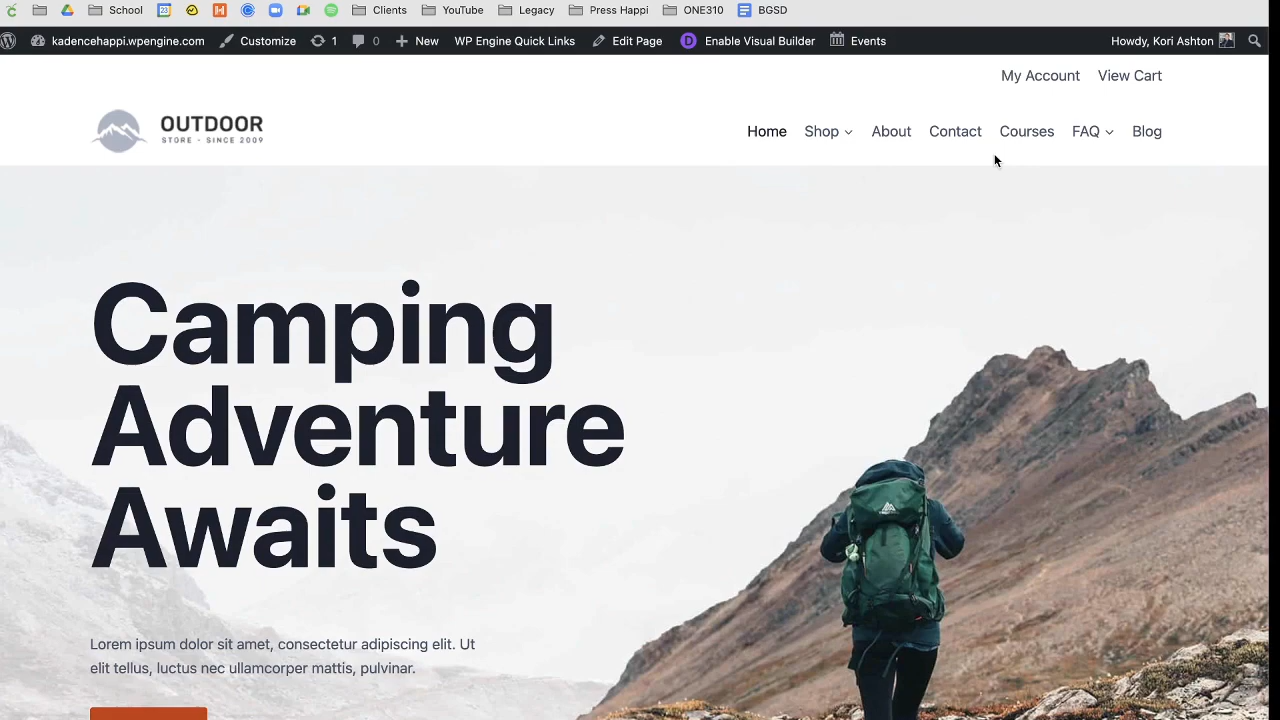 School Clients YouTube Legacy Press Happi ONE310 BGSD
kadencehappi.wpengine.com Customize 1 0 New WP Engine Quick Links Edit Page D Enable Visual Builder Events Howdy, Kori Ashton
My Account View Cart
OUTDOOR
STORE - SINCE 2009
Home Shop About Contact Courses FAQ Blog
Camping
Adventure
Awaits
Lorem ipsum dolor sit amet, consectetur adipiscing elit. Ut
elit tellus, luctus nec ullamcorper mattis, pulvinar.